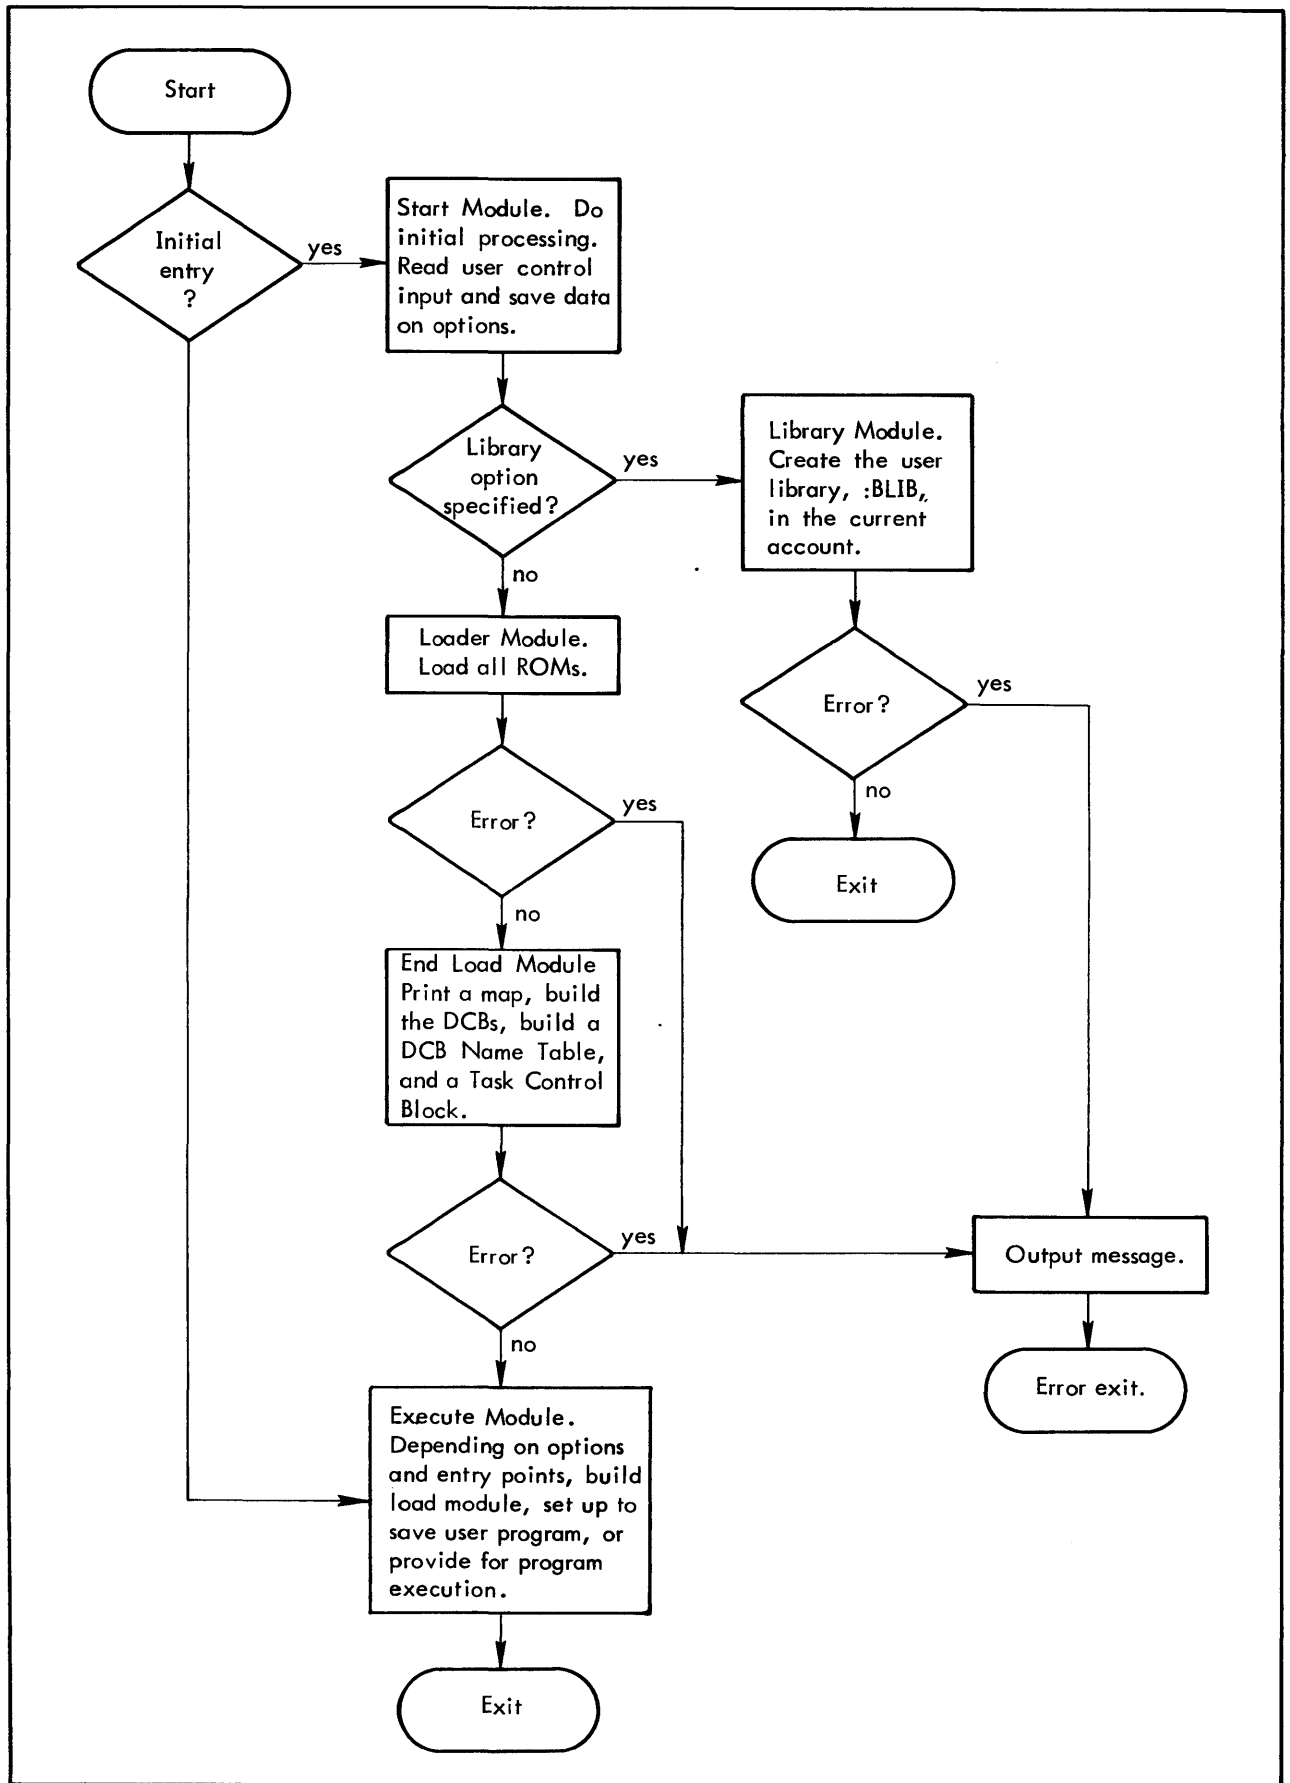 Start
Initial
entry
?
yes
Start Module. Do
initial processing.
Read user control
input and save data
on options.
Library
option
specified?
yes
no
Library Module.
Create the user
library, :BLIB,
in the current
account.
Loader Module.
Load all ROMs.
Error?
yes
no
Exit
Error?
yes
no
End Load Module
Print a map, build
the DCBs, build a
DCB Name Table,
and a Task Control
Block.
Error?
yes
no
Output message.
Error exit.
Execute Module.
Depending on options
and entry points, build
load module, set up to
save user program, or
provide for program
execution.
Exit